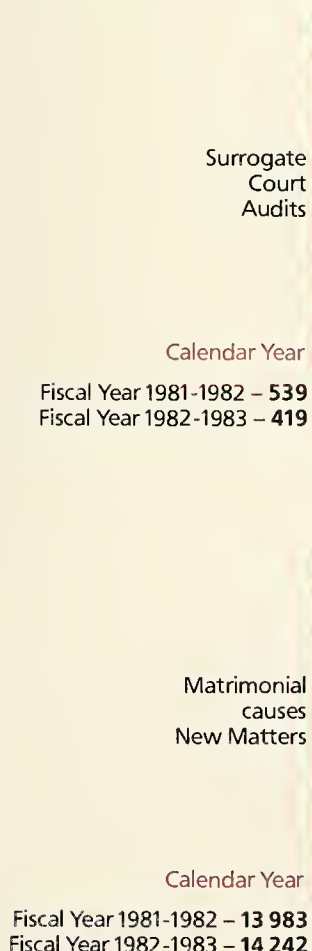 Surrogate
Court
Audits
Calendar Year
Fiscal Year 1981-1982 – 539
Fiscal Year 1982-1983 – 419
Matrimonial
causes
New Matters
Calendar Year
Fiscal Year 1981-1982 – 13 983
Fiscal Year 1982-1983 – 14 242